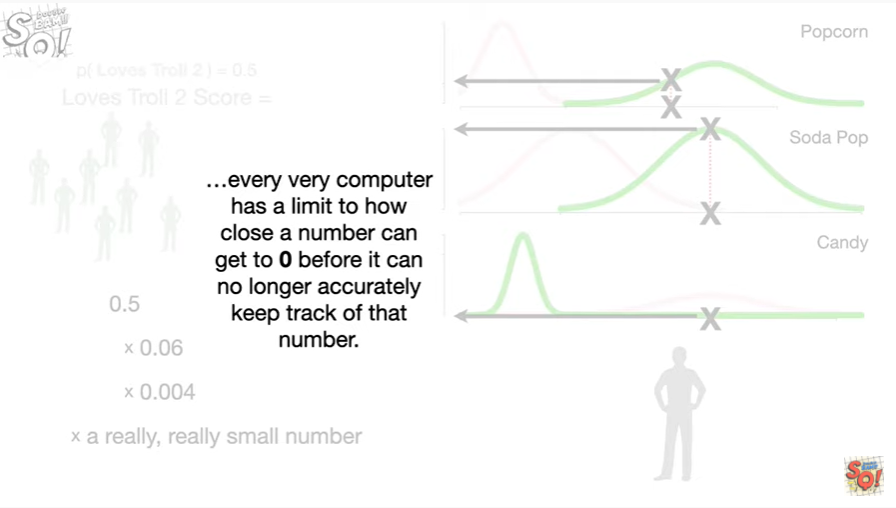 p( Loves Troll 2 ) = 0.5
Loves Troll 2 Score =
…every very computer
has a limit to how
close a number can
get to 0 before it can
no longer accurately
keep track of that
number.
0.5
x 0.06
x 0.004
x a really, really small number
Popcorn
X
X
Soda Pop
X
X
Candy
X
SQ!